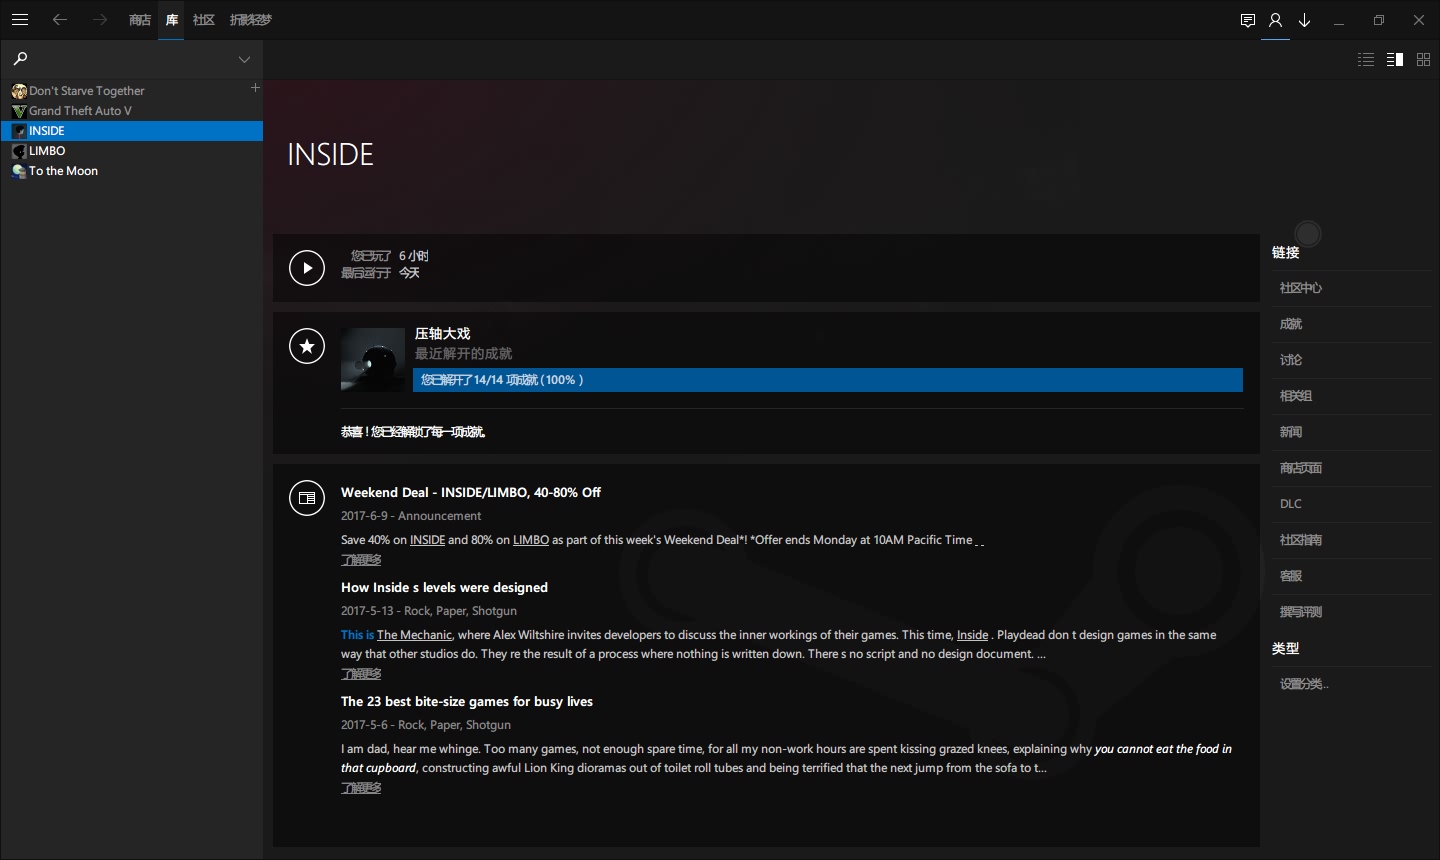 商店 库 社区 折影轻梦
Don't Starve Together
Grand Theft Auto V
INSIDE
LIMBO
To the Moon
INSIDE
您已玩了 6 小时
最后运行于 今天
压轴大戏
最近解开的成就
您已解开了 14/14 项成就 ( 100% )
恭喜！您已经解锁了每一项成就。
Weekend Deal - INSIDE/LIMBO, 40-80% Off
2017-6-9 - Announcement
Save 40% on INSIDE and 80% on LIMBO as part of this week's Weekend Deal*! *Offer ends Monday at 10AM Pacific Time _ _
了解更多
How Inside s levels were designed
2017-5-13 - Rock, Paper, Shotgun
This is The Mechanic, where Alex Wiltshire invites developers to discuss the inner workings of their games. This time, Inside . Playdead don t design games in the same
way that other studios do. They re the result of a process where nothing is written down. There s no script and no design document. ...
了解更多
The 23 best bite-size games for busy lives
2017-5-6 - Rock, Paper, Shotgun
I am dad, hear me whinge. Too many games, not enough spare time, for all my non-work hours are spent kissing grazed knees, explaining why you cannot eat the food in
that cupboard, constructing awful Lion King dioramas out of toilet roll tubes and being terrified that the next jump from the sofa to t...
了解更多
链接
社区中心
成就
讨论
相关组
新闻
商店页面
DLC
社区指南
客服
撰写评测
类型
设置分类...